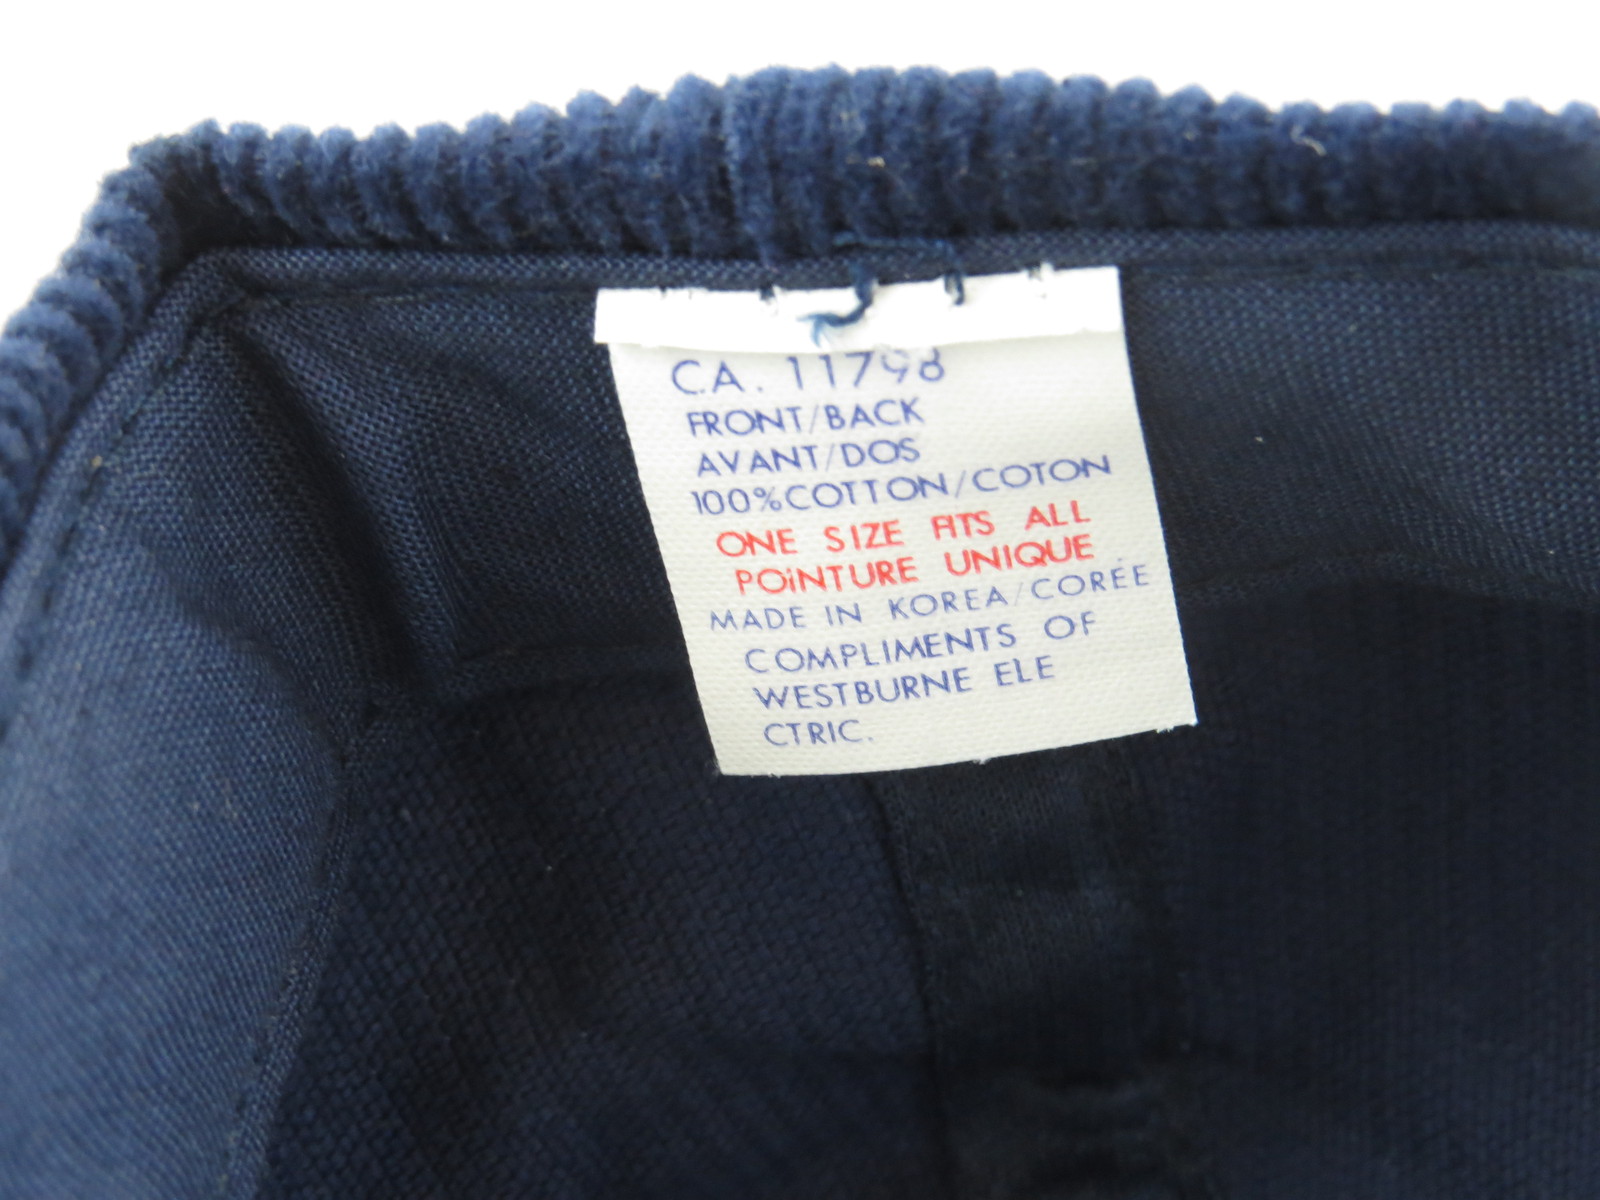 C.A. 11798
FRONT/BACK
AVANT/DOS
100%COTTON/COTON
ONE SIZE FITS ALL
POiNTURE UNIQUE
MADE IN KOREA/CORÉE
COMPLIMENTS OF
WESTBURNE ELE
CTRIC.